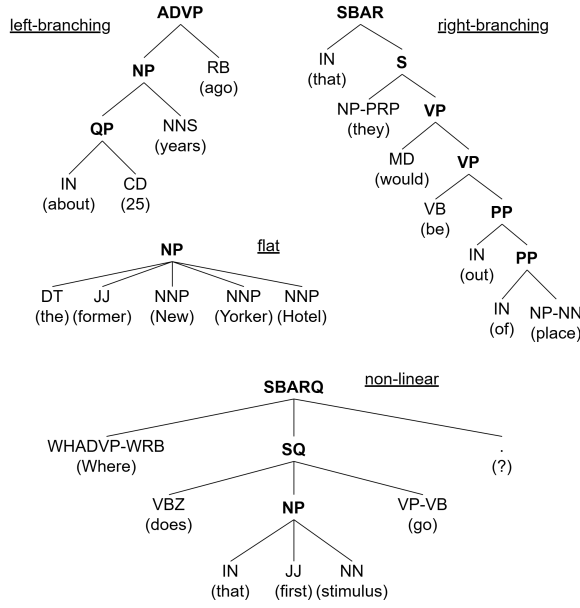 left-branching
ADVP
NP RB
(ago)
QP NNS
(years)
IN CD
(about) (25)
SBAR
right-branching
IN S
(that)
NP-PRP VP
(they)
MD VP
(would)
VB PP
(be)
IN PP
(out)
IN NP-NN
(of) (place)
NP
flat
DT JJ NNP NNP NNP
(the) (former) (New) (Yorker) (Hotel)
SBARQ
non-linear
WHADVP-WRB SQ .
(Where) (?)
VBZ NP VP-VB
(does) (go)
IN JJ NN
(that) (first) (stimulus)